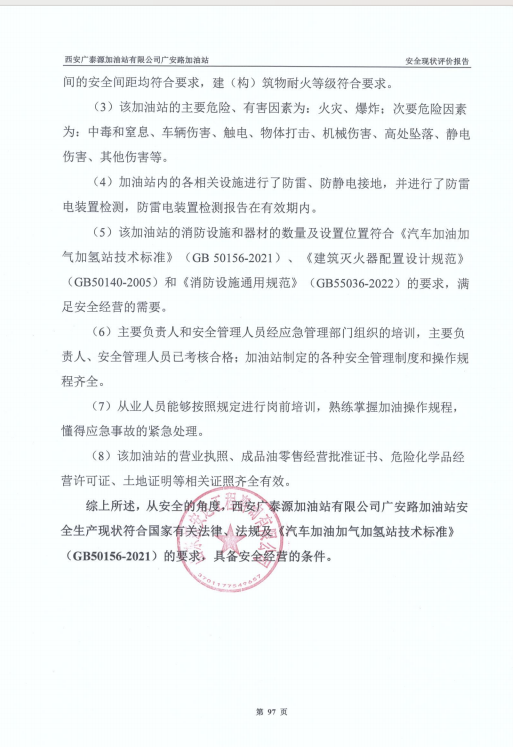 西安广泰源加油站有限公司广安路加油站 安全现状评价报告
间的安全间距均符合要求，建（构）筑物耐火等级符合要求。
（3）该加油站的主要危险、有害因素为：火灾、爆炸；次要危险因素
为：中毒和窒息、车辆伤害、触电、物体打击、机械伤害、高处坠落、静电
伤害、其他伤害等。
（4）加油站内的各相关设施进行了防雷、防静电接地，并进行了防雷
电装置检测，防雷电装置检测报告在有效期内。
（5）该加油站的消防设施和器材的数量及设置位置符合《汽车加油加
气加氢站技术标准》（GB 50156-2021）、《建筑灭火器配置设计规范》
（GB50140-2005）和《消防设施通用规范》（GB55036-2022）的要求，满
足安全经营的需要。
（6）主要负责人和安全管理人员经应急管理部门组织的培训，主要负
责人、安全管理人员已考核合格；加油站制定的各种安全管理制度和操作规
程齐全。
（7）从业人员能够按照规定进行岗前培训，熟练掌握加油操作规程，
懂得应急事故的紧急处理。
（8）该加油站的营业执照、成品油零售经营批准证书、危险化学品经
营许可证、土地证明等相关证照齐全有效。
综上所述，从安全的角度，西安广泰源加油站有限公司广安路加油站安
全生产现状符合国家有关法律、法规及《汽车加油加气加氢站技术标准》
（GB50156-2021）的要求，具备安全经营的条件。
第 97 页